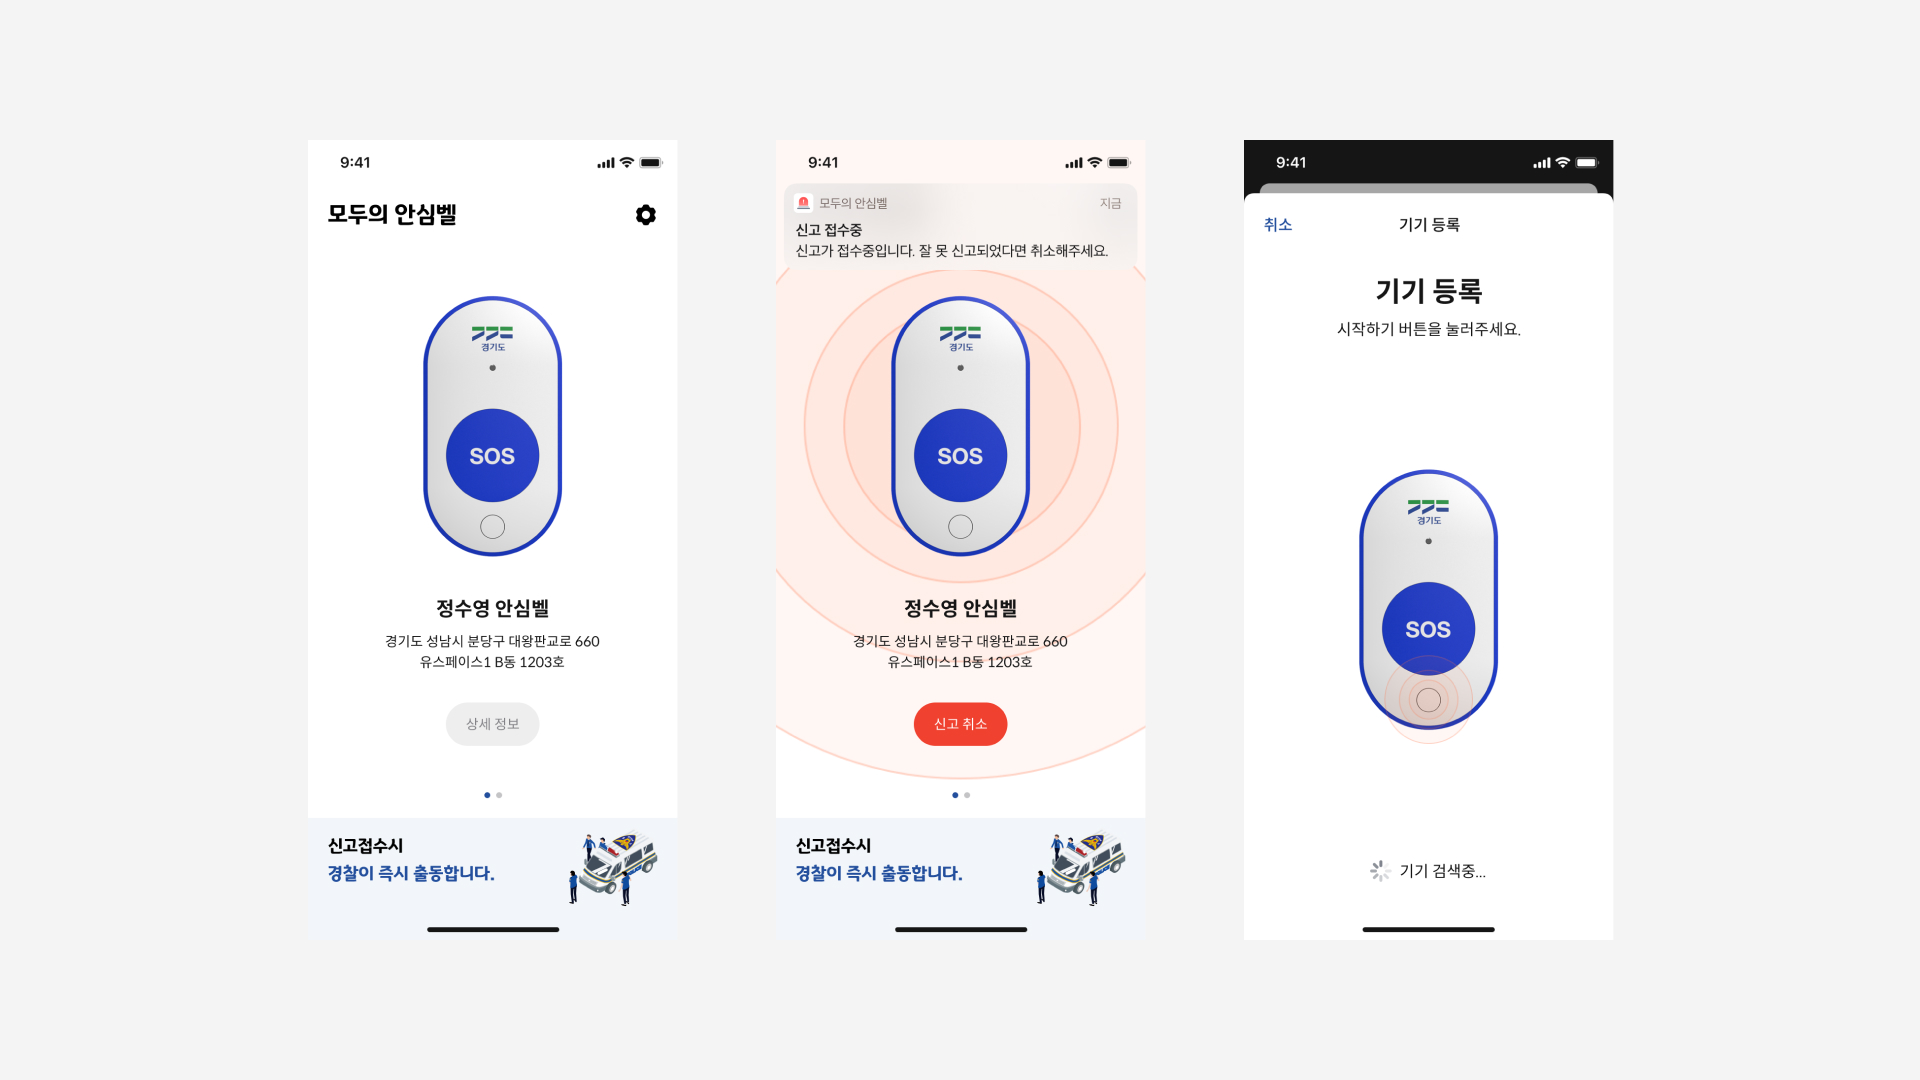 9:41
모두의 안심벨
경기도
SOS
정수영 안심벨
경기도 성남시 분당구 대왕판교로 660
유스페이스1 B동 1203호
상세 정보
신고접수시
경찰이 즉시 출동합니다.
9:41
모두의 안심벨
지금
신고 접수중
신고가 접수중입니다. 잘 못 신고되었다면 취소해주세요.
경기도
SOS
정수영 안심벨
경기도 성남시 분당구 대왕판교로 660
유스페이스1 B동 1203호
신고 취소
신고접수시
경찰이 즉시 출동합니다.
9:41
취소
기기 등록
기기 등록
시작하기 버튼을 눌러주세요.
경기도
SOS
기기 검색중...